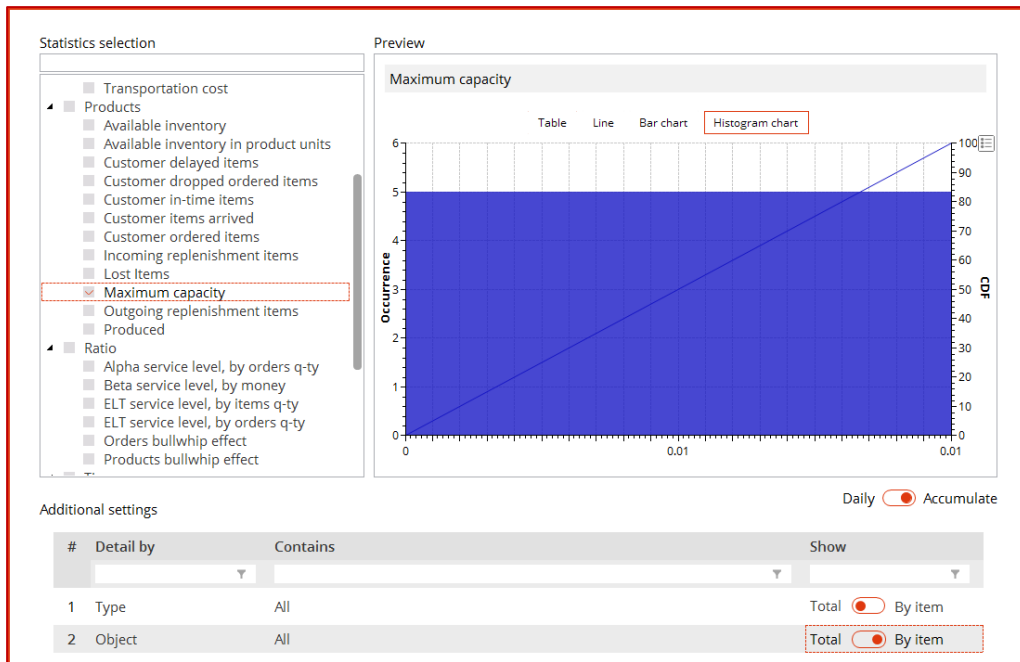 Statistics selection
Transportation cost
Products
Available inventory
Available inventory in product units
Customer delayed items
Customer dropped ordered items
Customer in-time items
Customer items arrived
Customer ordered items
Incoming replenishment items
Lost Items
Maximum capacity
Outgoing replenishment items
Produced
Ratio
Alpha service level, by orders q-ty
Beta service level, by money
ELT service level, by items q-ty
ELT service level, by orders q-ty
Orders bullwhip effect
Products bullwhip effect
Preview
Maximum capacity
Table Line Bar chart Histogram chart
6
5
4
3
2
1
0
Occurrence
100
90
80
70
60
50
40
30
20
10
0
CDF
0 0.01 0.01
Daily Accumulate
Additional settings
# Detail by Contains Show
1 Type All Total By item
2 Object All Total By item